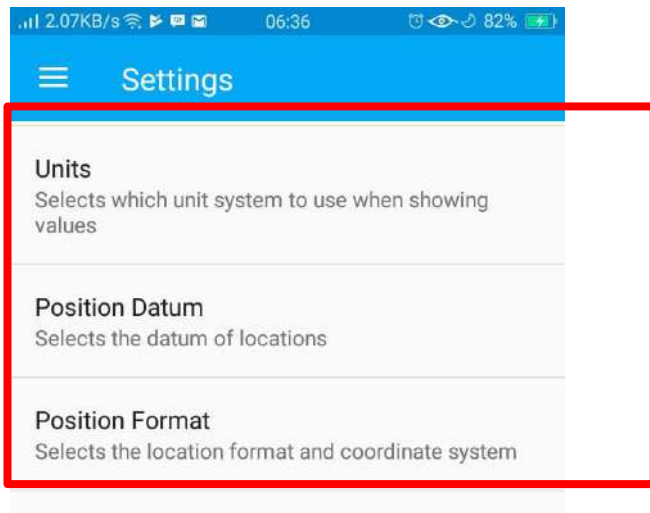 2.07KB/s 06:36 82%
Settings
Units
Selects which unit system to use when showing
values
Position Datum
Selects the datum of locations
Position Format
Selects the location format and coordinate system